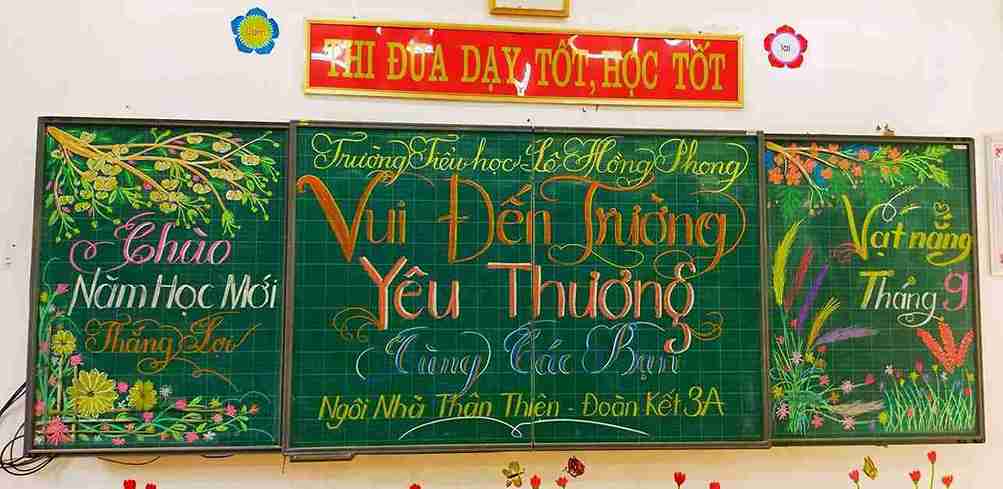 THI ĐUA DẠY TỐT, HỌC TỐT
Chào
Năm Học Mới
Thắng Lợi
Trường Tiểu học Lê Hồng Phong
Vui Đến Trường
Yêu Thương
Cùng Các Bạn
Ngôi Nhà Thân Thiện - Đoàn Kết 3A
Vạt nắng
Tháng 9